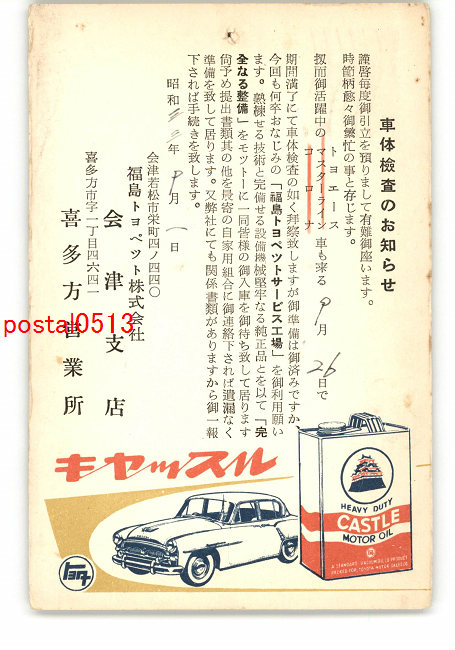 車体検査のお知らせ
謹啓毎度御引立を預りまして有難御座います。
時節柄愈々御繁忙の事と存じます。
扨而御活躍中の
トヨエース
マスターライン
コロナ
車も来る 9月26日で
期間満了にて車体検査の如く拝察致しますが御準備は御済みですか
今回も何卒おなじみの「福島トヨペットサービス工場」を御利用願い
ます。熟練せる技術と完備せる設備機械堅牢なる純正品とを以て「完
全なる整備」をモットーに一同皆様の御入庫を御待ち致して居ります
尚予め提出書類其の他を最寄の自家用組合に御連絡下されば遺漏なく
準備を致して居ります。又弊社にても関係書類がありますから御一報
下されば手続きを致します。
昭和三三年9月1日
会津若松市栄町四ノ四四〇
福島トヨペット株式会社
会津支店
喜多方市字一丁目四六四一
喜多方営業所
postal0513
キャッスル
トヨタ
HEAVY DUTY
CASTLE
MOTOR OIL